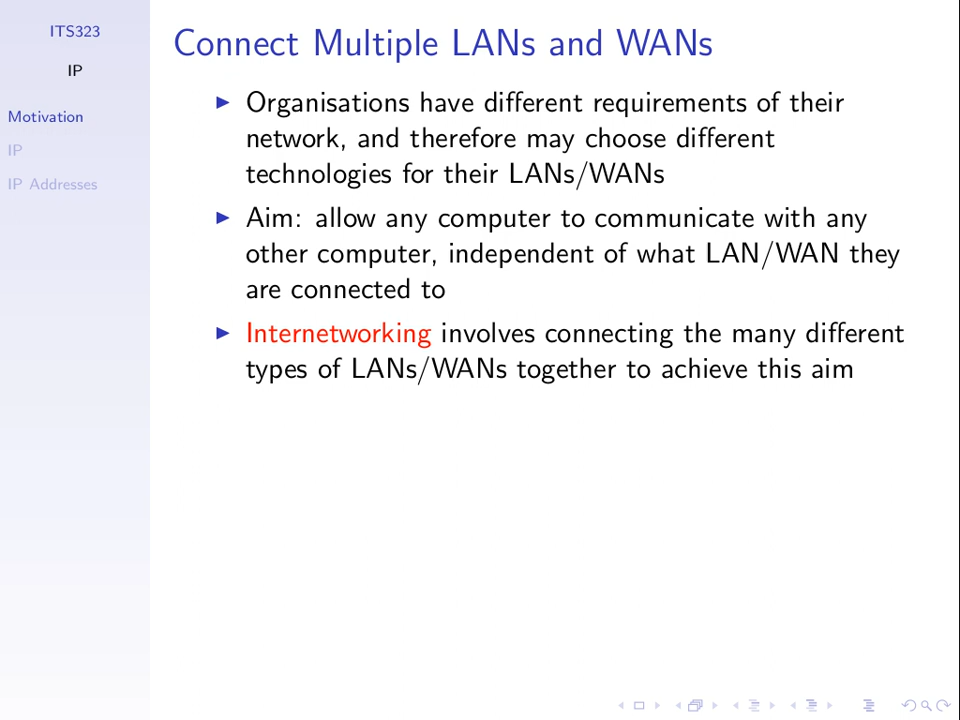 ITS323
IP
Motivation
IP
IP Addresses
Connect Multiple LANs and WANs
Organisations have different requirements of their
network, and therefore may choose different
technologies for their LANs/WANs
Aim: allow any computer to communicate with any
other computer, independent of what LAN/WAN they
are connected to
Internetworking involves connecting the many different
types of LANs/WANs together to achieve this aim